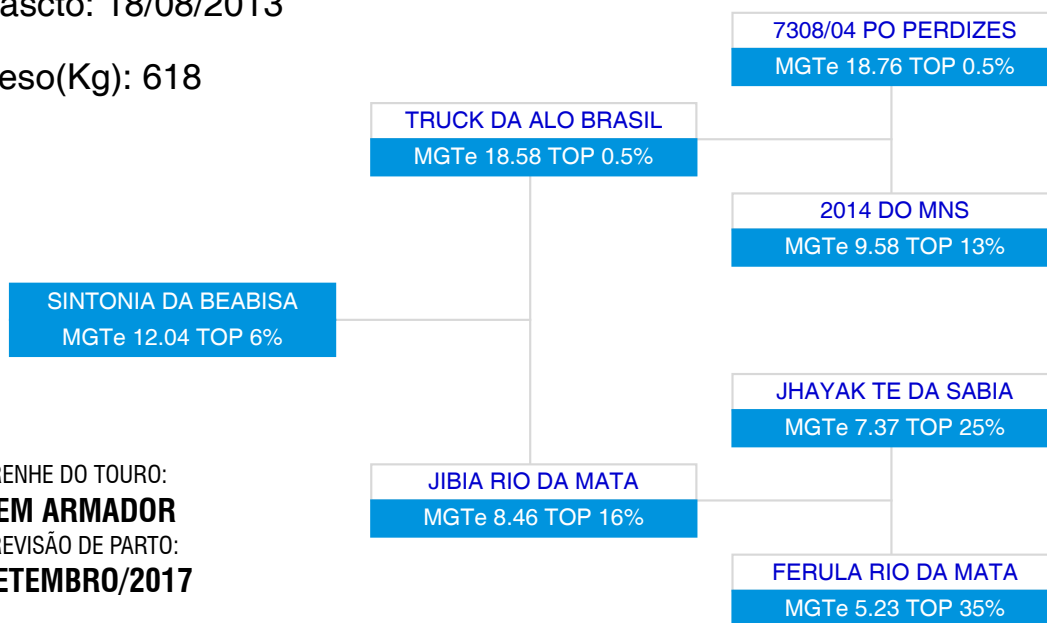 ascto: 18/08/2013
eso(Kg): 618
7308/04 PO PERDIZES
MGTe 18.76 TOP 0.5%
TRUCK DA ALO BRASIL
MGTe 18.58 TOP 0.5%
2014 DO MNS
MGTe 9.58 TOP 13%
SINTONIA DA BEABISA
MGTe 12.04 TOP 6%
JHAYAK TE DA SABIA
MGTe 7.37 TOP 25%
JIBIA RIO DA MATA
MGTe 8.46 TOP 16%
FERULA RIO DA MATA
MGTe 5.23 TOP 35%
RENHE DO TOURO:
EM ARMADOR
REVISÃO DE PARTO:
ETEMBRO/2017